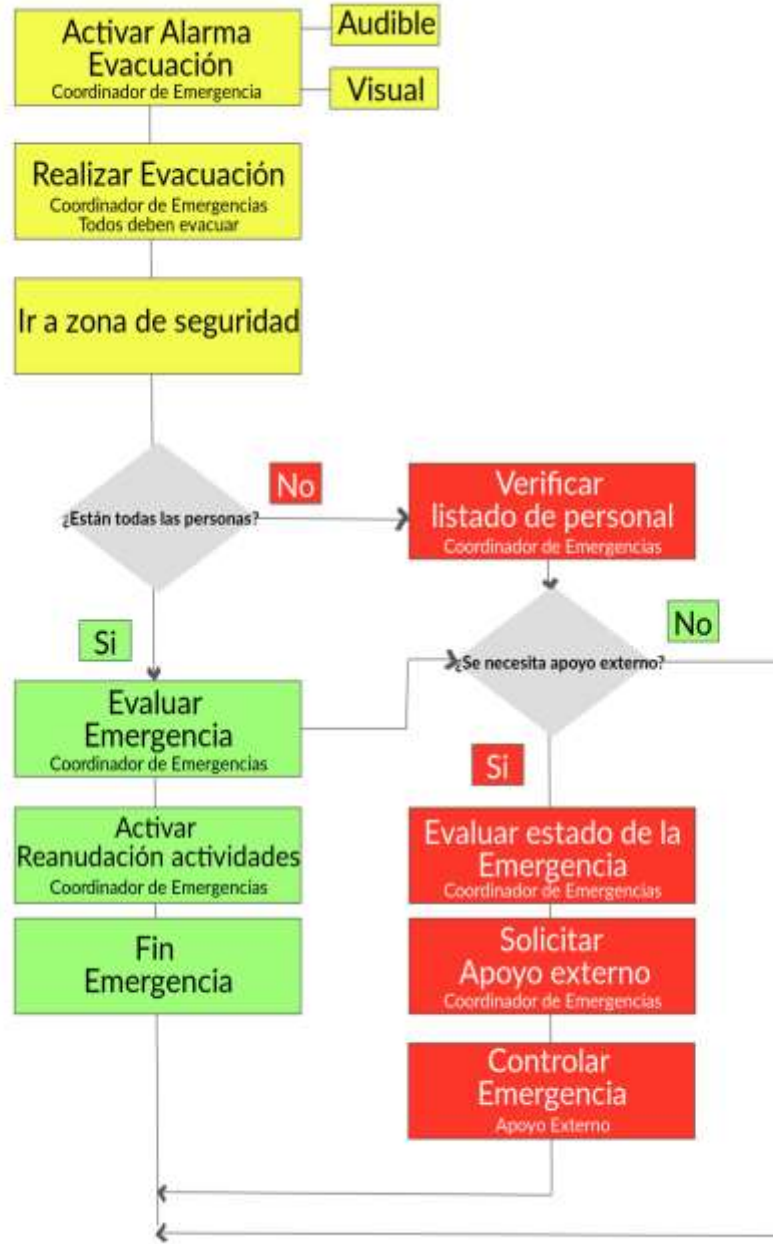 Activar Alarma
Evacuación
Coordinador de Emergencia
Audible
Visual
Realizar Evacuación
Coordinador de Emergencias
Todos deben evacuar
Ir a zona de seguridad
¿Están todas las personas?
No
Verificar
listado de personal
Coordinador de Emergencias
Si
¿Se necesita apoyo externo?
No
Evaluar
Emergencia
Coordinador de Emergencias
Si
Activar
Reanudación actividades
Coordinador de Emergencias
Evaluar estado de la
Emergencia
Coordinador de Emergencias
Fin
Emergencia
Solicitar
Apoyo externo
Coordinador de Emergencias
Controlar
Emergencia
Apoyo Externo